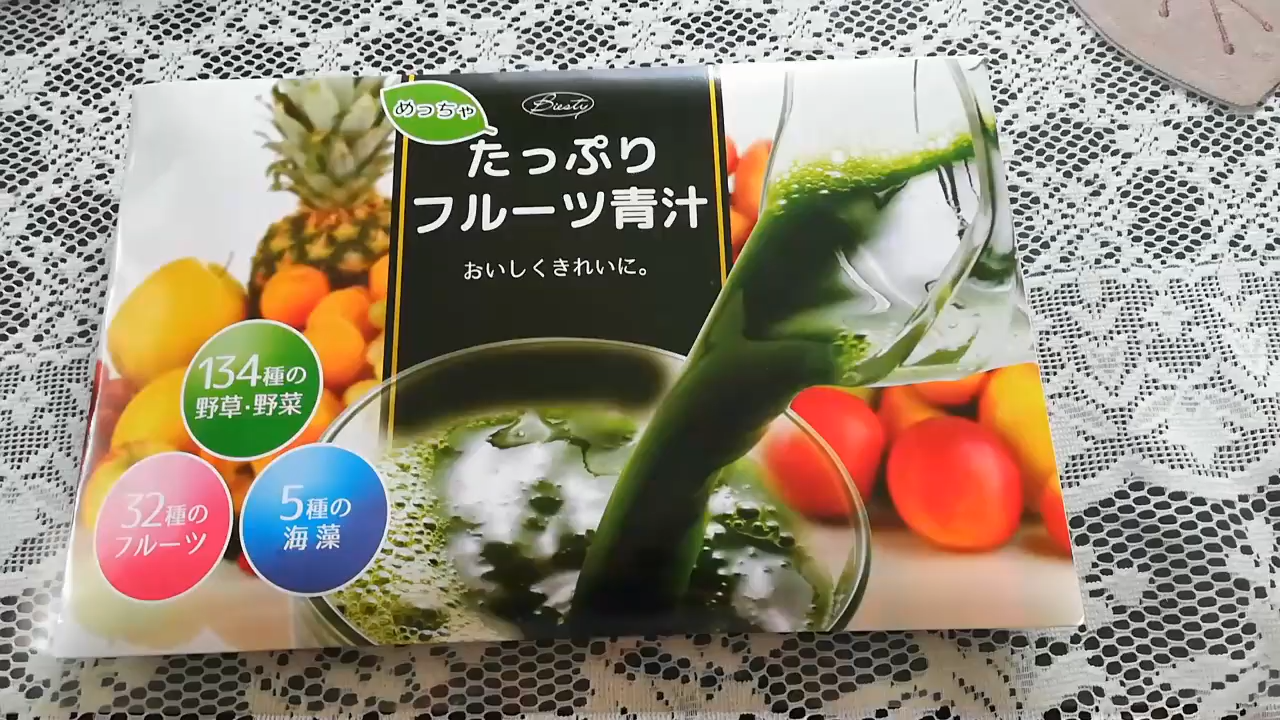 めっちゃ
Biesty
たっぷり
フルーツ青汁
おいしくきれいに。
134種の
野草・野菜
32種の
フルーツ
5種の
海藻